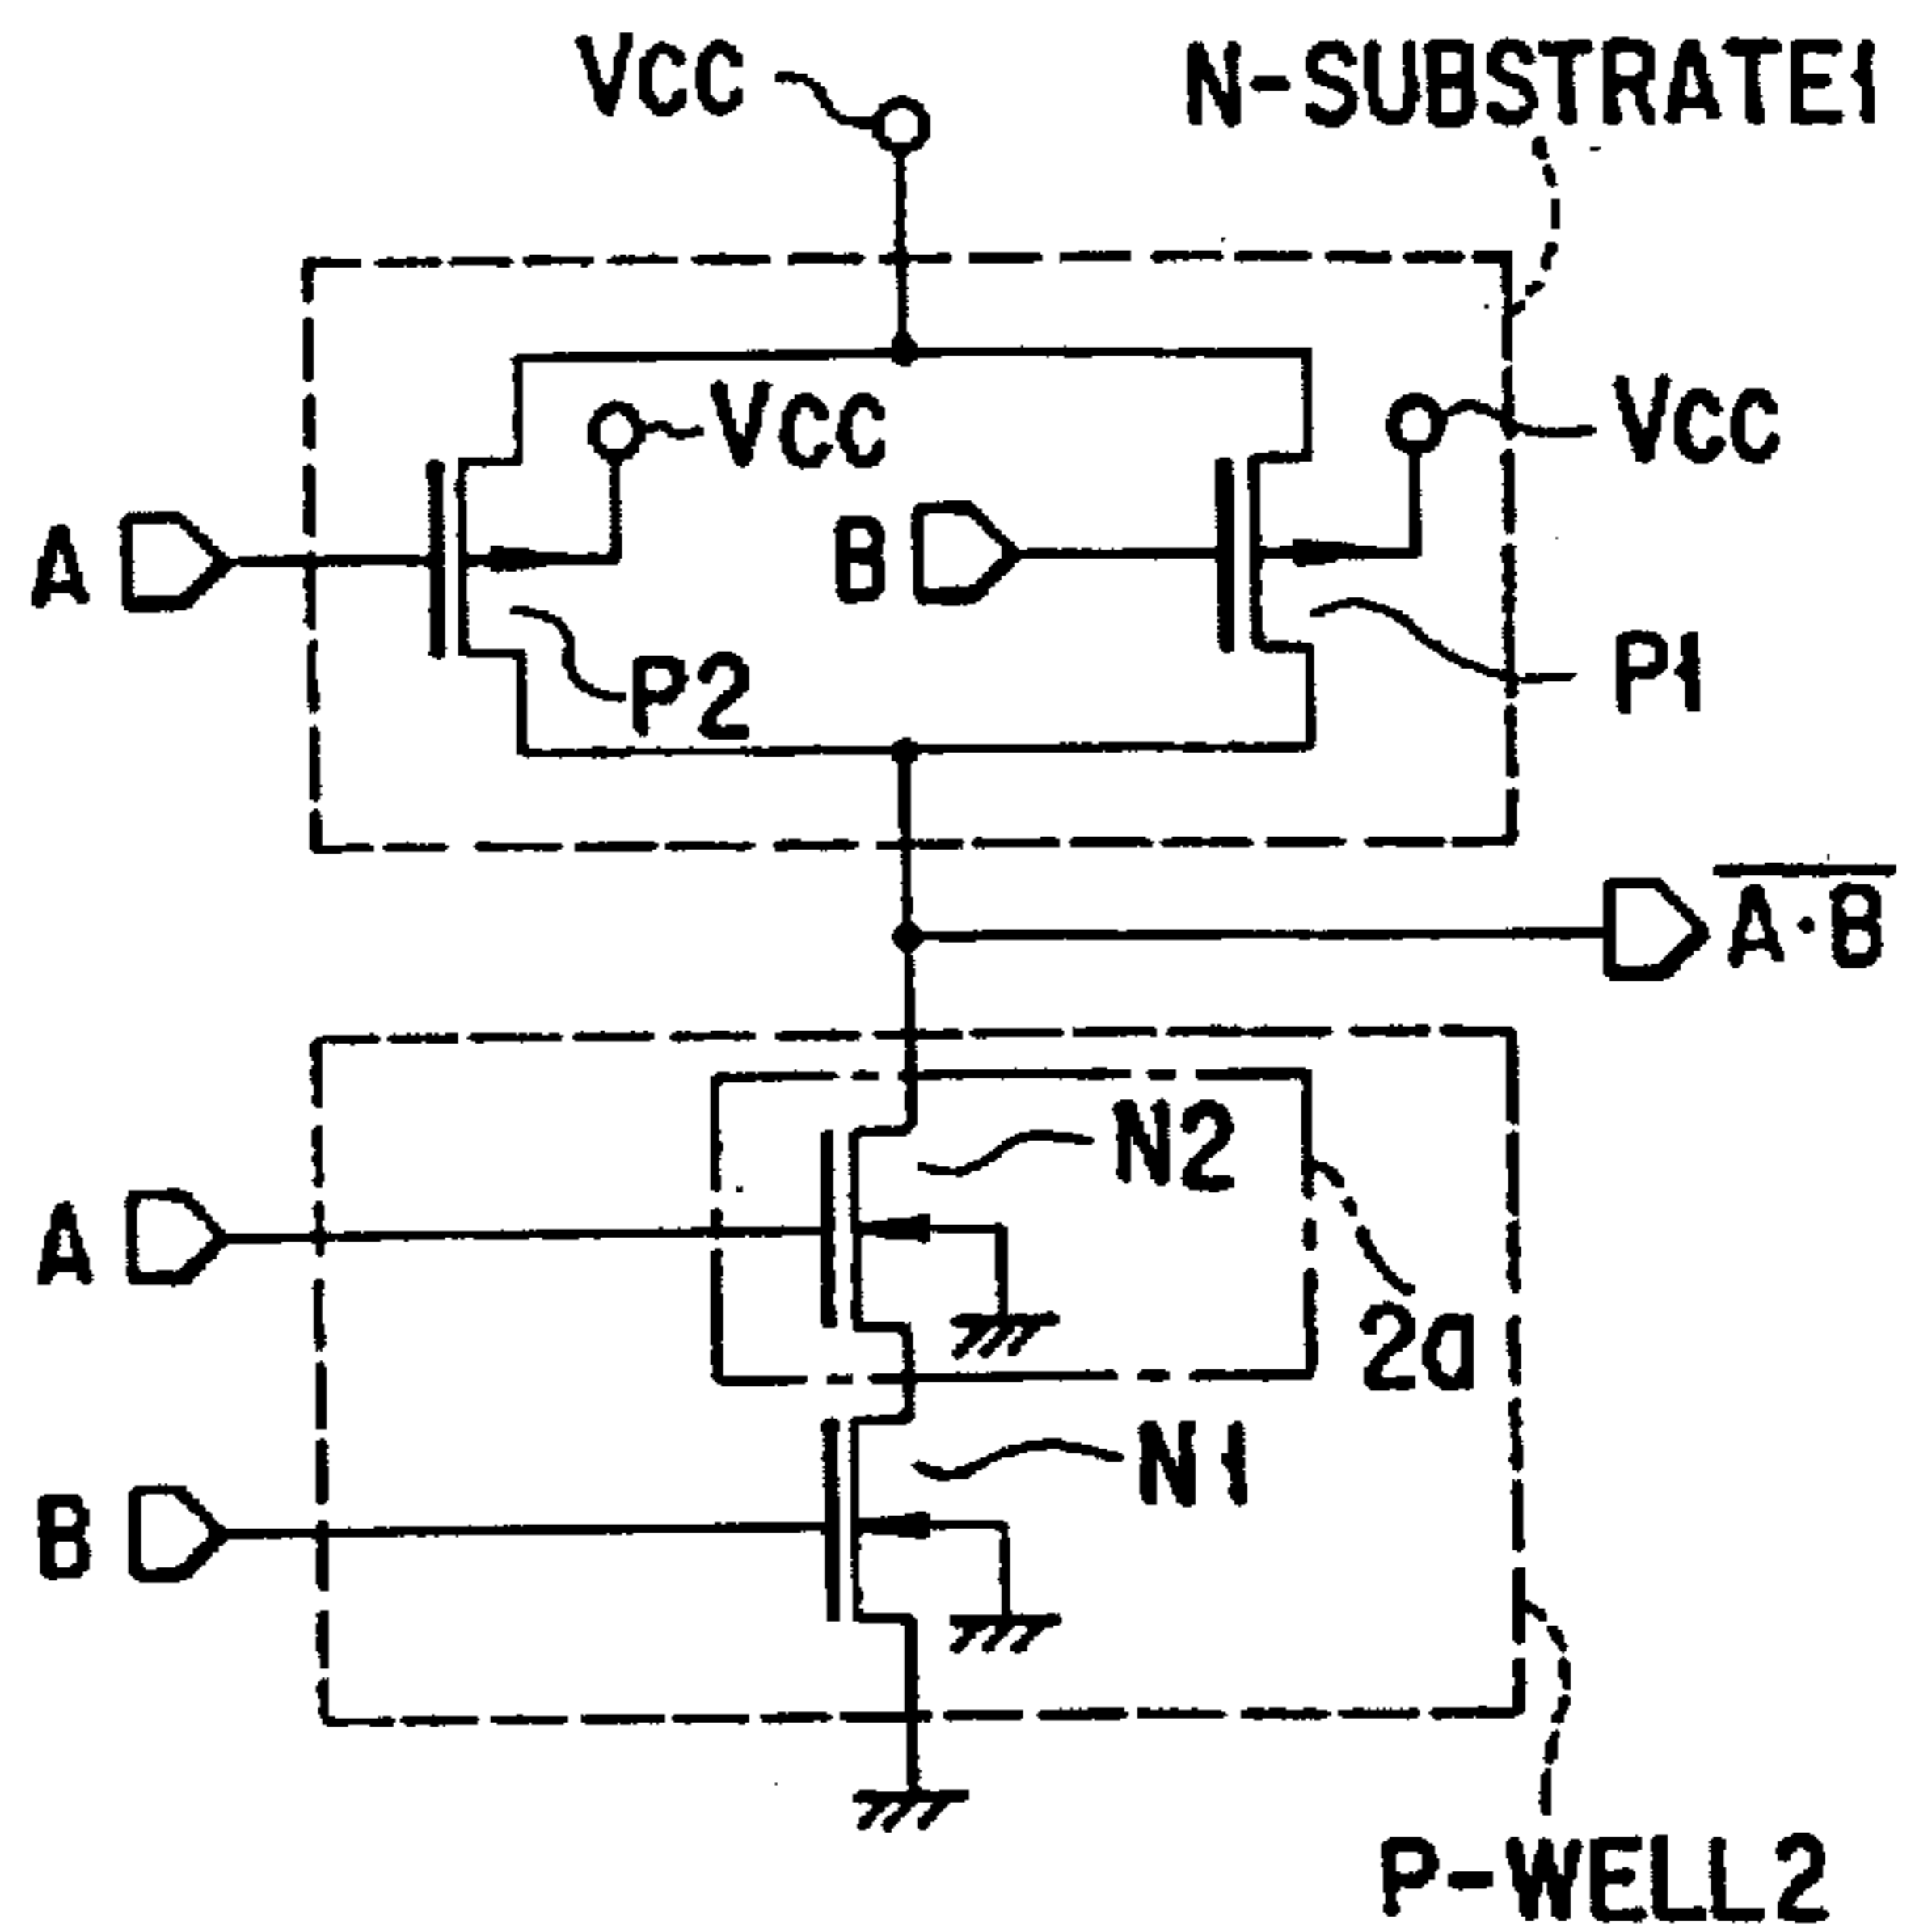 VCC
N-SUBSTRATE1
VCC
VCC
A
B
P2
P1
A·B
N2
A
2a
N1
B
P-WELL2